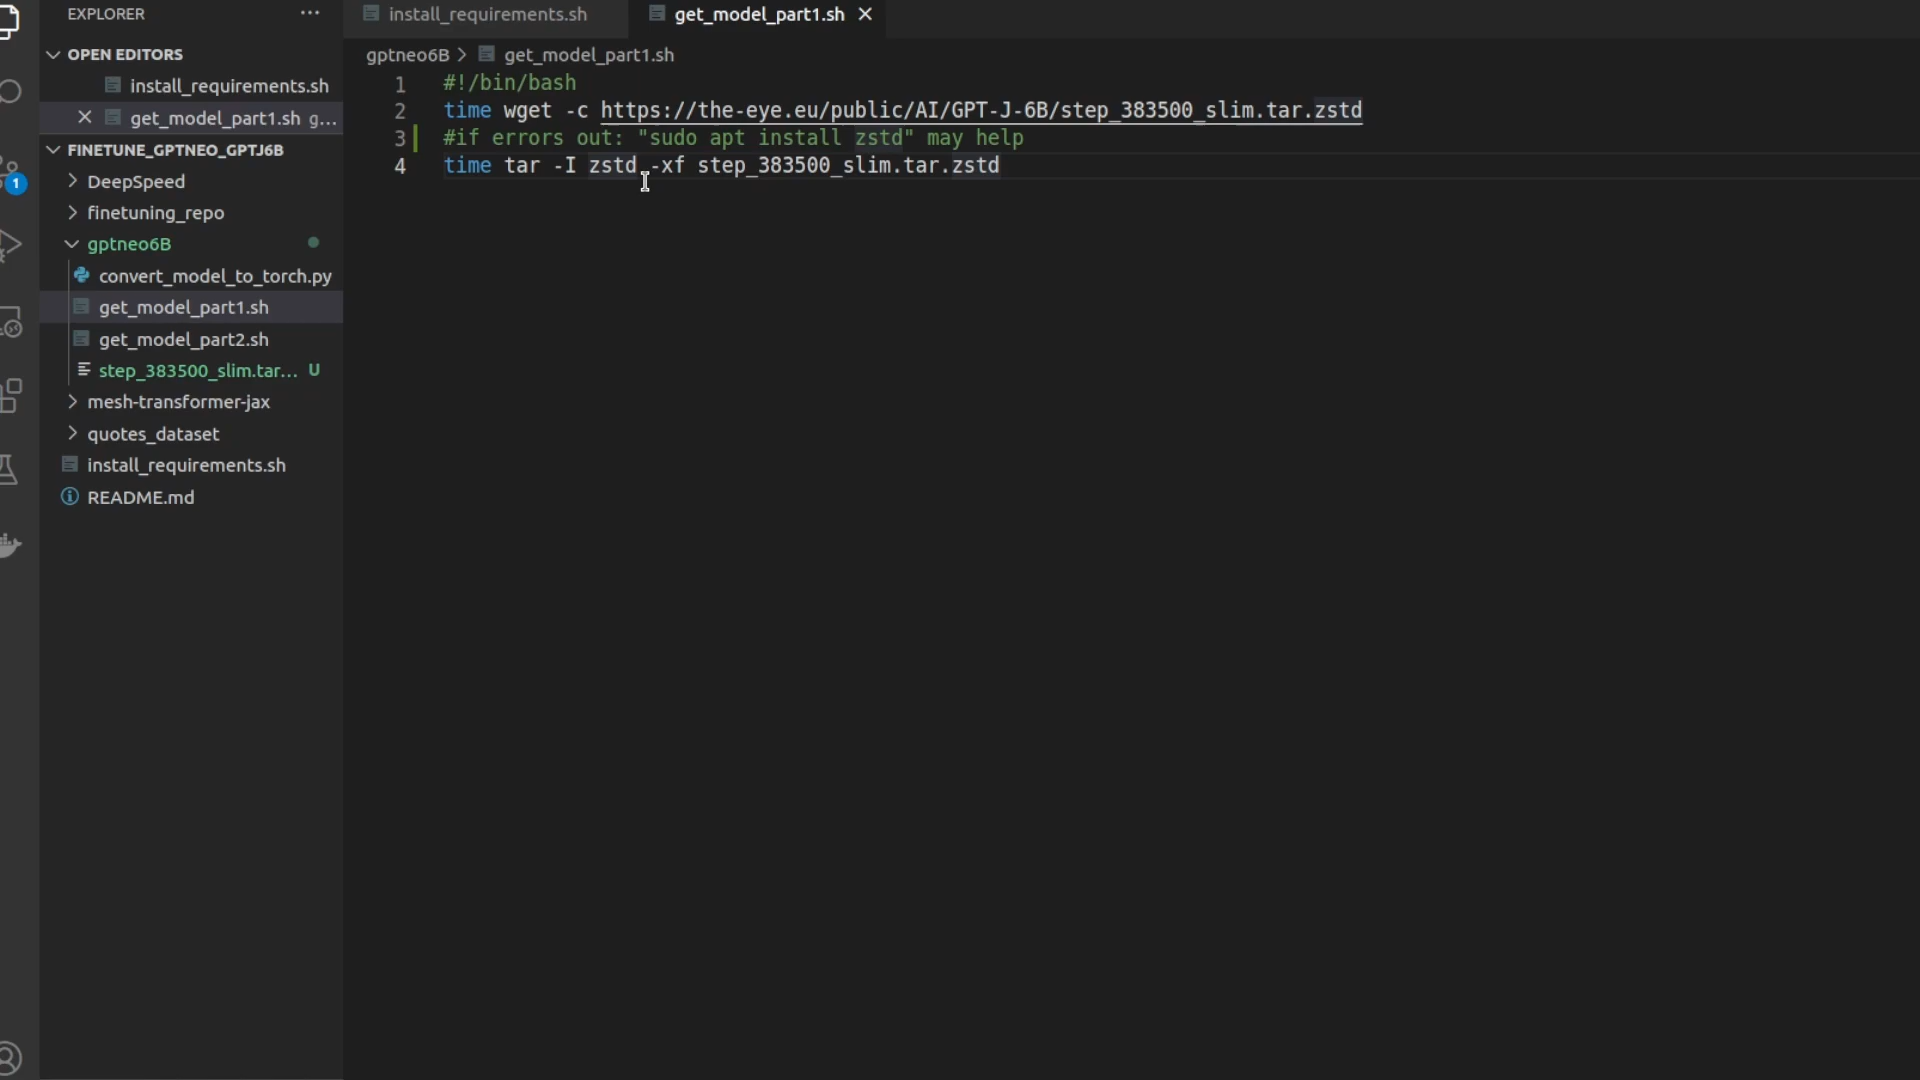 EXPLORER ...
OPEN EDITORS
install_requirements.sh
get_model_part1.sh g...
FINETUNE_GPTNEO_GPTJ6B
DeepSpeed
finetuning_repo
gptneo6B
convert_model_to_torch.py
get_model_part1.sh
get_model_part2.sh
step_383500_slim.tar... U
mesh-transformer-jax
quotes_dataset
install_requirements.sh
README.md
1
install_requirements.sh get_model_part1.sh
gptneo6B > get_model_part1.sh
1 #!/bin/bash
2 time wget -c https://the-eye.eu/public/AI/GPT-J-6B/step_383500_slim.tar.zstd
3 #if errors out: "sudo apt install zstd" may help
4 time tar -I zstd -xf step_383500_slim.tar.zstd